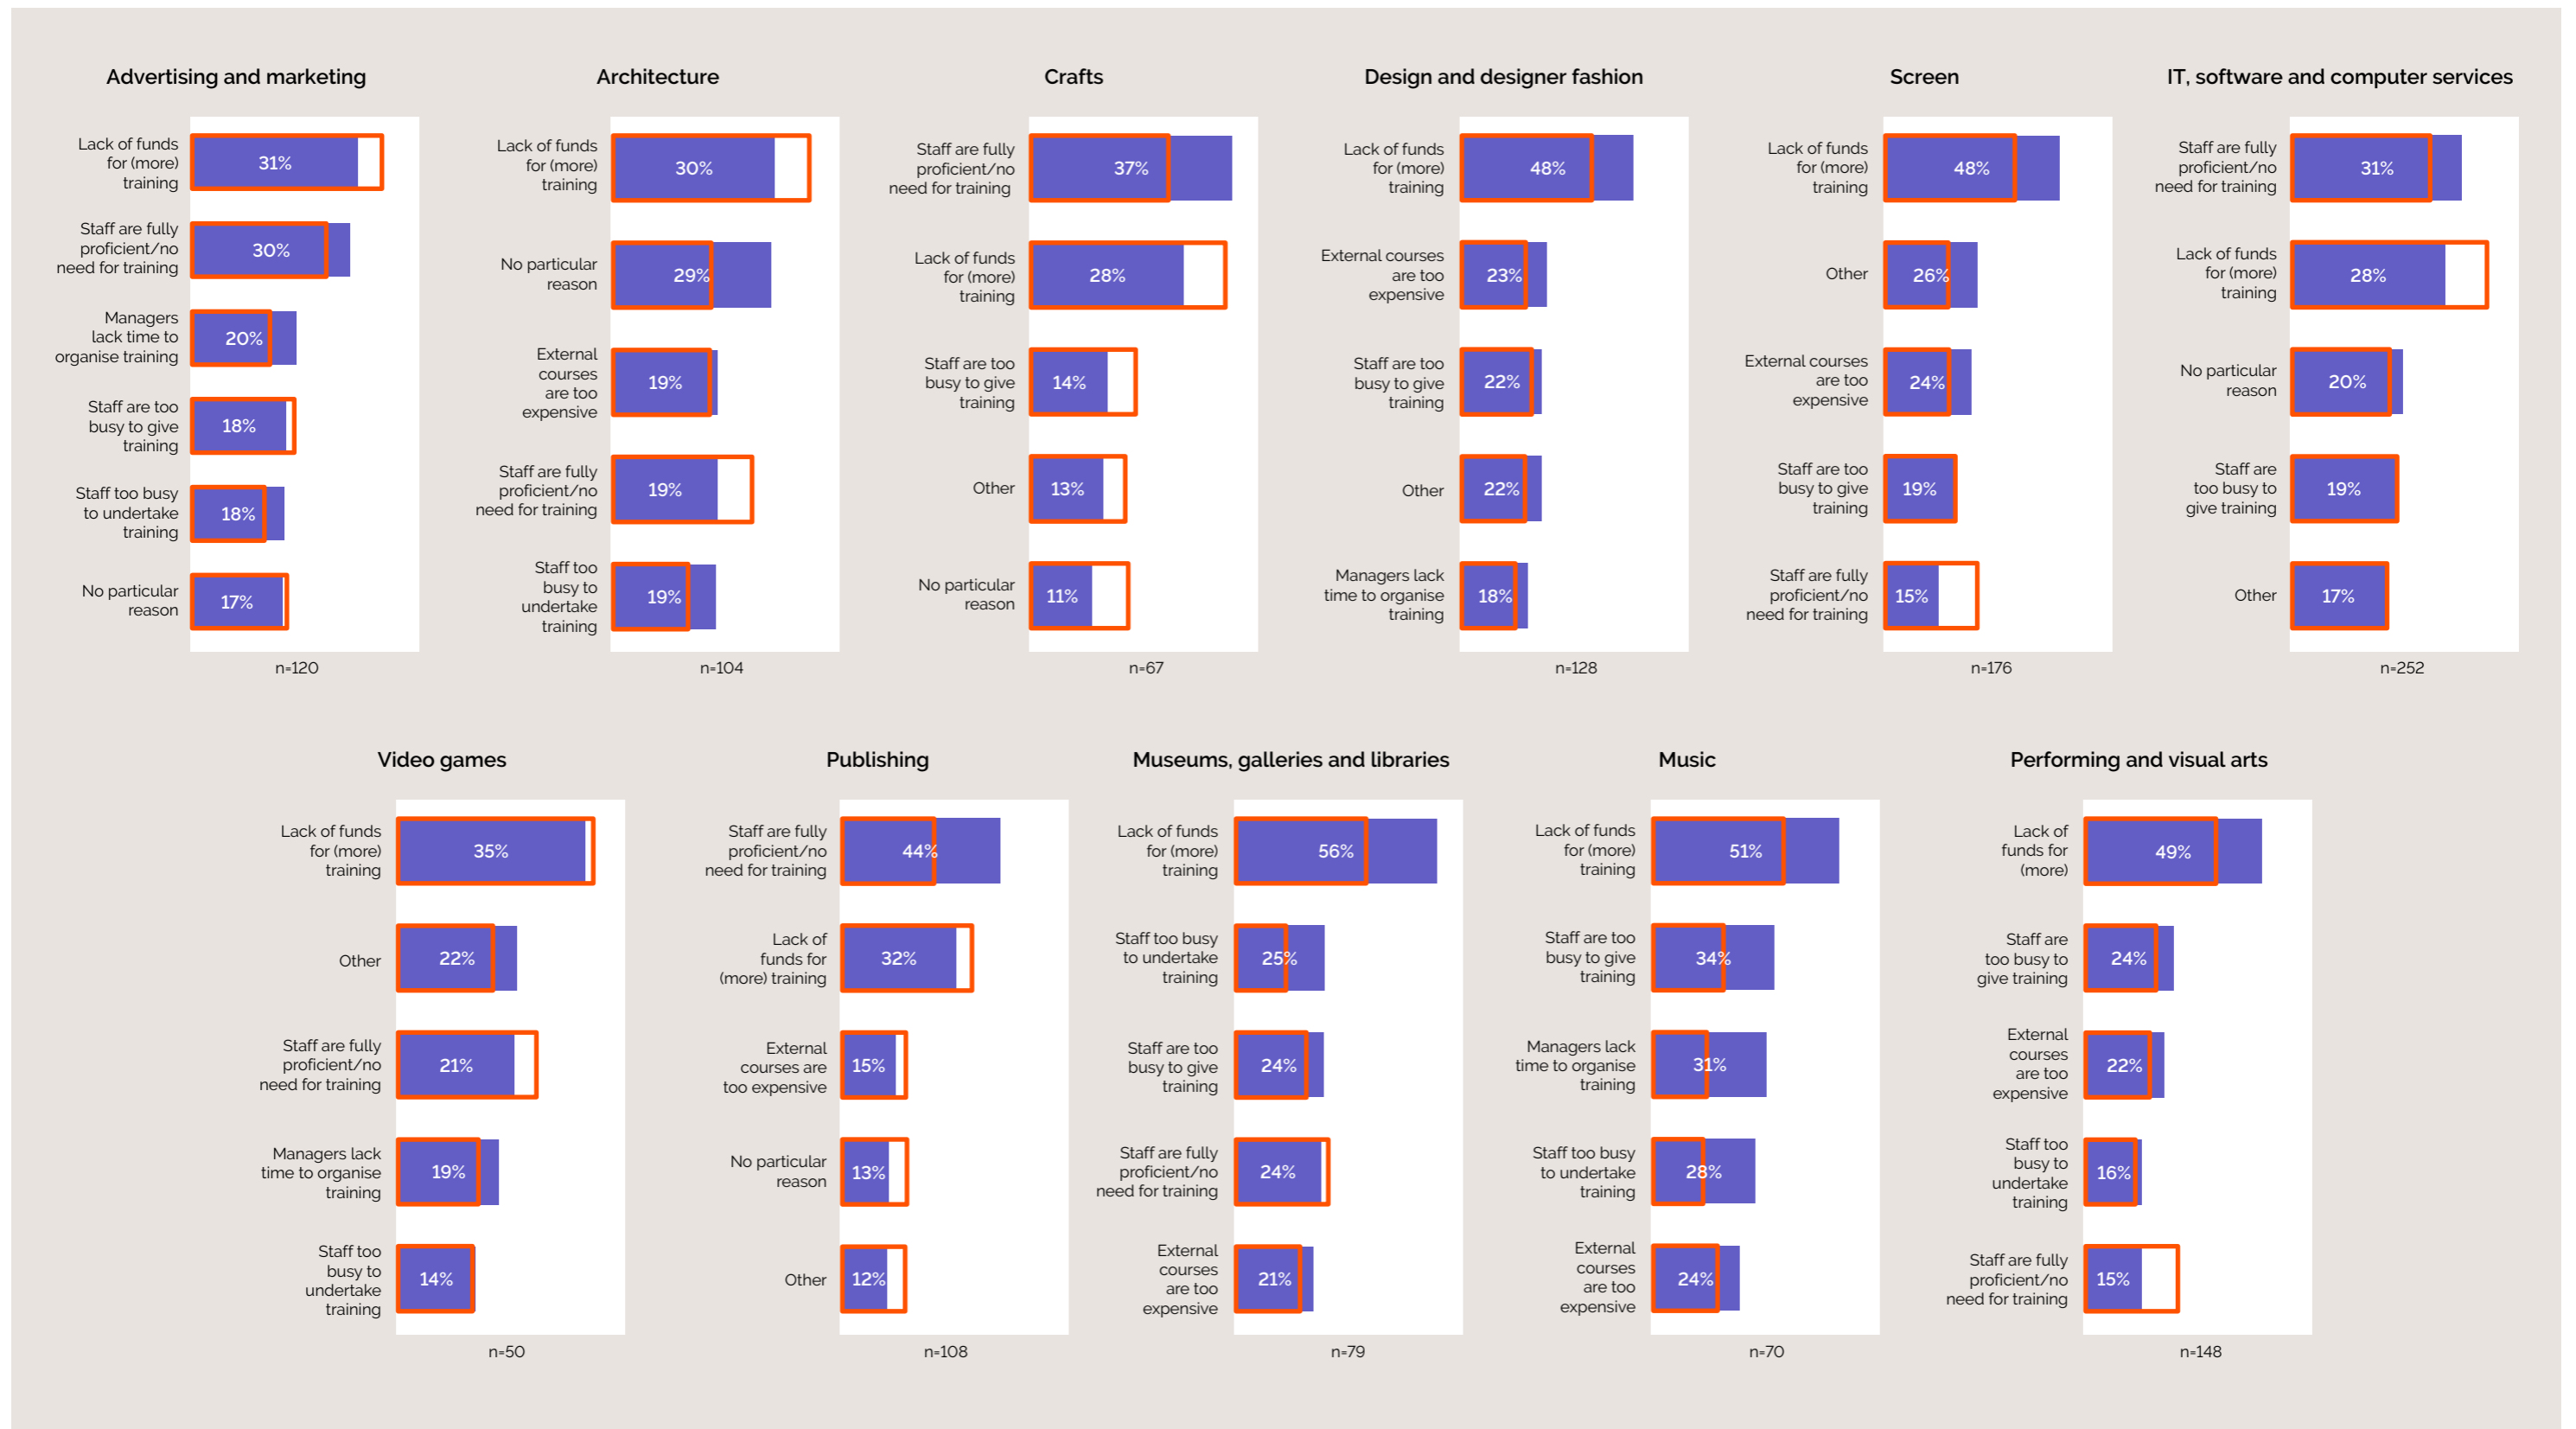 Advertising and marketing
Lack of funds
for (more)
training
31%
Staff are fully
proficient/no
need for training
30%
Managers
lack time to
organise training
20%
Staff are too
busy to give
training
18%
Staff too busy
to undertake
training
18%
No particular
reason
17%
n=120
Architecture
Lack of funds
for (more)
training
30%
No particular
reason
29%
External
courses
are too
expensive
19%
Staff are fully
proficient/no
need for training
19%
Staff too
busy to
undertake
training
19%
n=104
Crafts
Staff are fully
proficient/no
need for training
37%
Lack of funds
for (more)
training
28%
Staff are too
busy to give
training
14%
Other
13%
No particular
reason
11%
n=67
Design and designer fashion
Lack of funds
for (more)
training
48%
External courses
are too
expensive
23%
Staff are too
busy to give
training
22%
Other
22%
Managers lack
time to organise
training
18%
n=128
Screen
Lack of funds
for (more)
training
48%
Other
26%
External courses
are too
expensive
24%
Staff are too
busy to give
training
19%
Staff are fully
proficient/no
need for training
15%
n=176
IT, software and computer services
Staff are fully
proficient/no
need for training
31%
Lack of funds
for (more)
training
28%
No particular
reason
20%
Staff are
too busy to
give training
19%
Other
17%
n=252
Video games
Lack of funds
for (more)
training
35%
Other
22%
Staff are fully
proficient/no
need for training
21%
Managers lack
time to organise
training
19%
Staff too
busy to
undertake
training
14%
n=50
Publishing
Staff are fully
proficient/no
need for training
44%
Lack of
funds for
(more) training
32%
External
courses are
too expensive
15%
No particular
reason
13%
Other
12%
n=108
Museums, galleries and libraries
Lack of funds
for (more)
training
56%
Staff too busy
to undertake
training
25%
Staff are too
busy to give
training
24%
Staff are fully
proficient/no
need for training
24%
External
courses
are too
expensive
21%
n=79
Music
Lack of funds
for (more)
training
51%
Staff are too
busy to give
training
34%
Managers lack
time to organise
training
31%
Staff too busy
to undertake
training
28%
External
courses
are too
expensive
24%
n=70
Performing and visual arts
Lack of
funds for
(more)
49%
Staff are
too busy to
give training
24%
External
courses
are too
expensive
22%
Staff too
busy to
undertake
training
16%
Staff are fully
proficient/no
need for training
15%
n=148